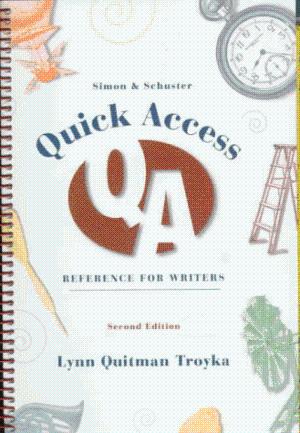 Simon & Schuster
Quick Access
QA
REFERENCE FOR WRITERS
Second Edition
Lynn Quitman Troyka